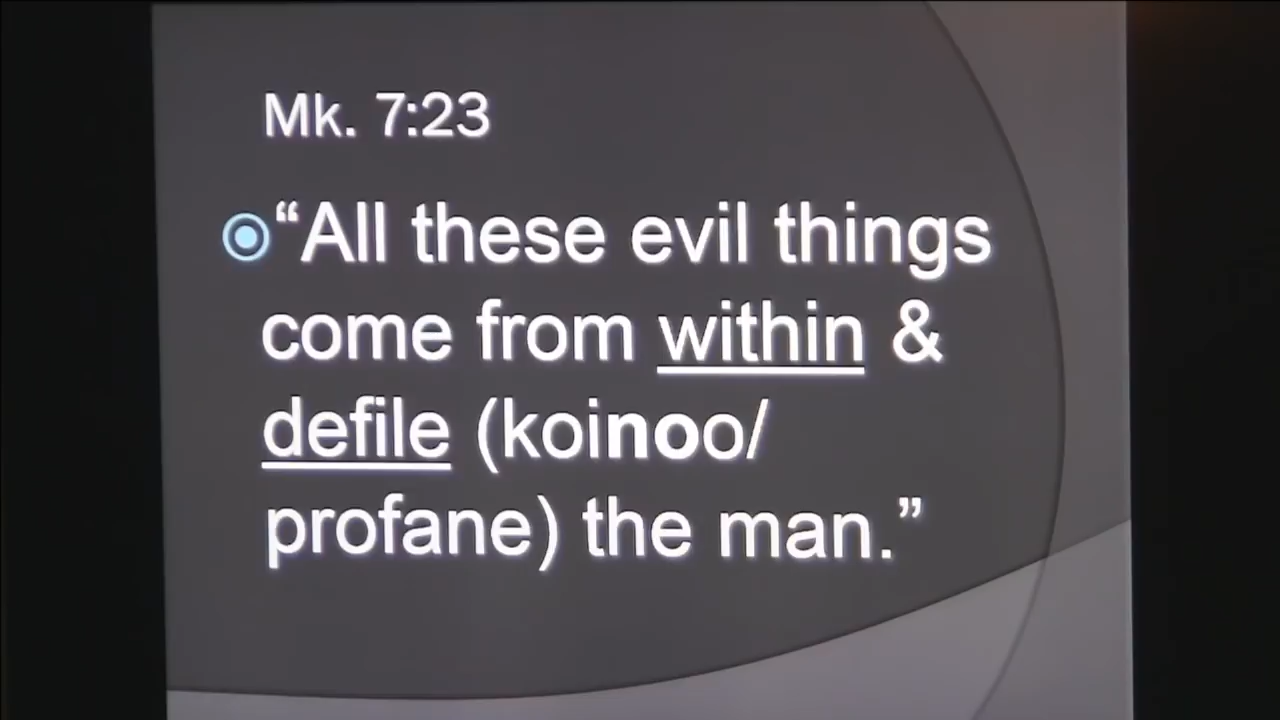 Mk. 7:23
“All these evil things
come from within &
defile (koinoo/
profane) the man.”